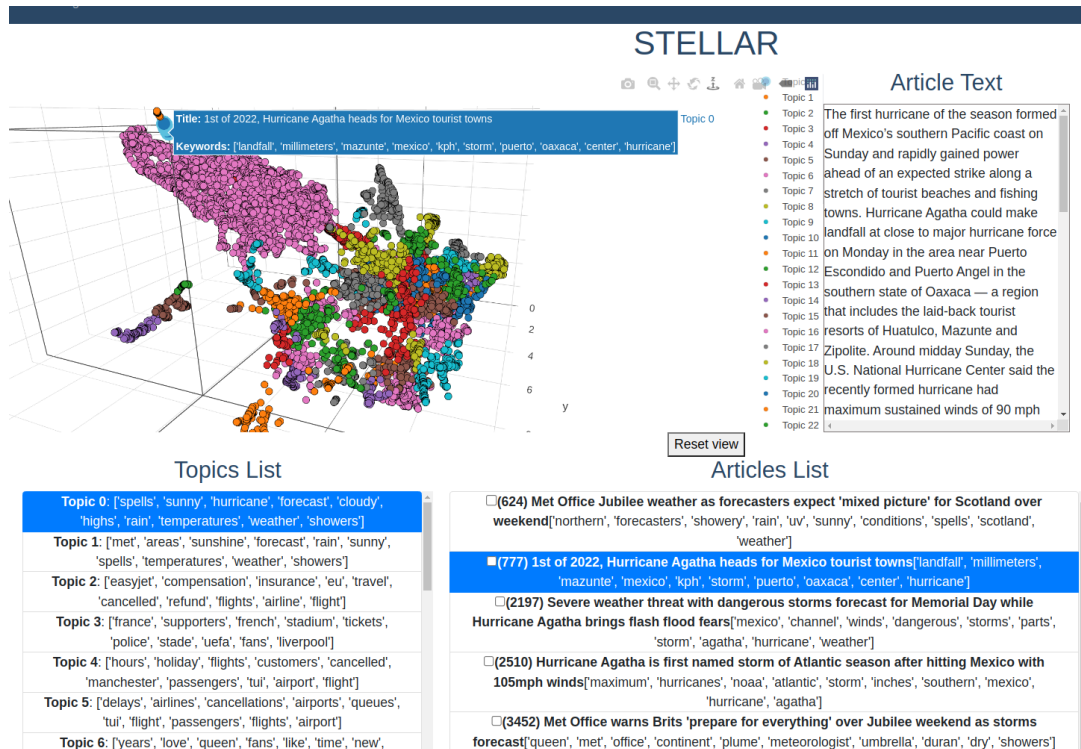 STELLAR
Article Text
Title: 1st of 2022, Hurricane Agatha heads for Mexico tourist towns
Keywords: ['landfall', 'millimeters', 'mazunte', 'mexico', 'kph', 'storm', 'puerto', 'oaxaca', 'center', 'hurricane']
Topic 0
0
2
4
6
y
Topic 1
Topic 2
Topic 3
Topic 4
Topic 5
Topic 6
Topic 7
Topic 8
Topic 9
Topic 10
Topic 11
Topic 12
Topic 13
Topic 14
Topic 15
Topic 16
Topic 17
Topic 18
Topic 19
Topic 20
Topic 21
Topic 22
The first hurricane of the season formed
off Mexico's southern Pacific coast on
Sunday and rapidly gained power
ahead of an expected strike along a
stretch of tourist beaches and fishing
towns. Hurricane Agatha could make
landfall at close to major hurricane force
on Monday in the area near Puerto
Escondido and Puerto Angel in the
southern state of Oaxaca — a region
that includes the laid-back tourist
resorts of Huatulco, Mazunte and
Zipolite. Around midday Sunday, the
U.S. National Hurricane Center said the
recently formed hurricane had
maximum sustained winds of 90 mph
Reset view
Topics List
Topic 0: ['spells', 'sunny', 'hurricane', 'forecast', 'cloudy',
'highs', 'rain', 'temperatures', 'weather', 'showers']
Topic 1: ['met', 'areas', 'sunshine', 'forecast', 'rain', 'sunny',
'spells', 'temperatures', 'weather', 'showers']
Topic 2: ['easyjet', 'compensation', 'insurance', 'eu', 'travel',
'cancelled', 'refund', 'flights', 'airline', 'flight']
Topic 3: ['france', 'supporters', 'french', 'stadium', 'tickets',
'police', 'stade', 'uefa', 'fans', 'liverpool']
Topic 4: ['hours', 'holiday', 'flights', 'customers', 'cancelled',
'manchester', 'passengers', 'tui', 'airport', 'flight']
Topic 5: ['delays', 'airlines', 'cancellations', 'airports', 'queues',
'tui', 'flight', 'passengers', 'flights', 'airport']
Topic 6: ['years', 'love', 'queen', 'fans', 'like', 'time', 'new',
Articles List
(624) Met Office Jubilee weather as forecasters expect 'mixed picture' for Scotland over
weekend['northern', 'forecasters', 'showery', 'rain', 'uv', 'sunny', 'conditions', 'spells', 'scotland',
'weather']
(777) 1st of 2022, Hurricane Agatha heads for Mexico tourist towns['landfall', 'millimeters',
'mazunte', 'mexico', 'kph', 'storm', 'puerto', 'oaxaca', 'center', 'hurricane']
(2197) Severe weather threat with dangerous storms forecast for Memorial Day while
Hurricane Agatha brings flash flood fears['mexico', 'channel', 'winds', 'dangerous', 'storms', 'parts',
'storm', 'agatha', 'hurricane', 'weather']
(2510) Hurricane Agatha is first named storm of Atlantic season after hitting Mexico with
105mph winds['maximum', 'hurricanes', 'noaa', 'atlantic', 'storm', 'inches', 'southern', 'mexico',
'hurricane', 'agatha']
(3452) Met Office warns Brits 'prepare for everything' over Jubilee weekend as storms
forecast['queen', 'met', 'office', 'continent', 'plume', 'meteorologist', 'umbrella', 'duran', 'dry', 'showers']